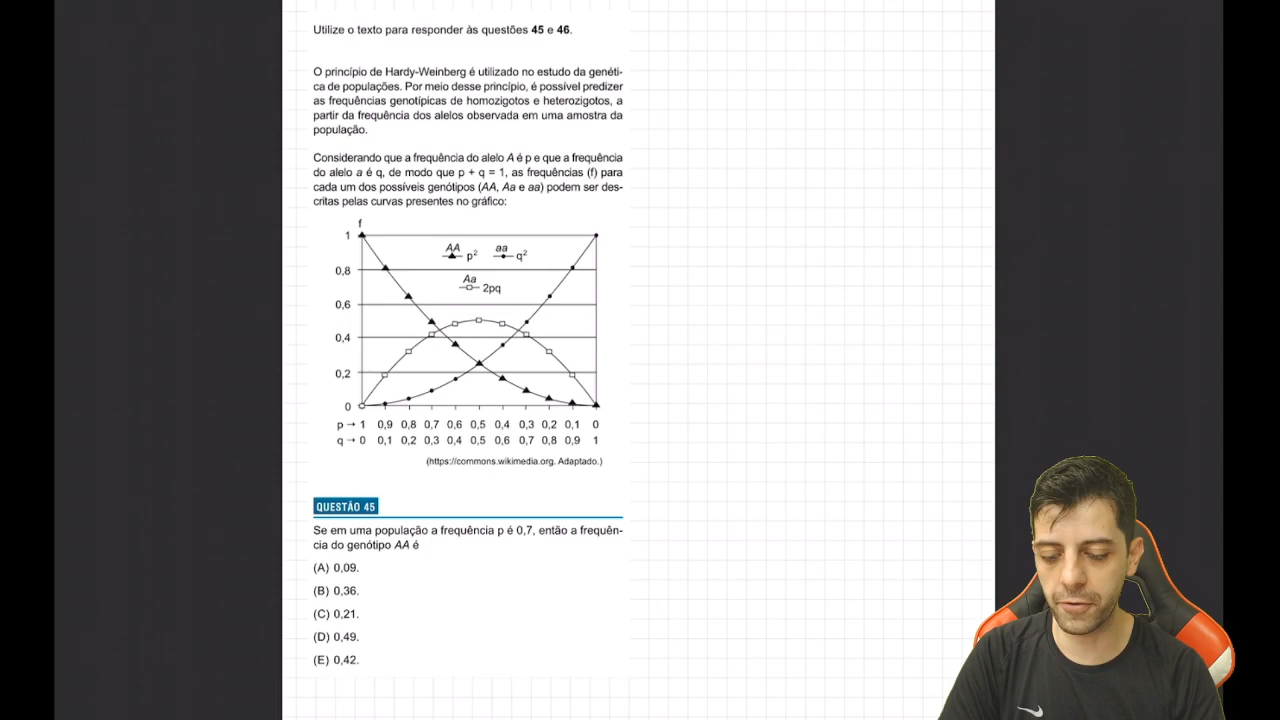 Utilize o texto para responder às questões 45 e 46.
O princípio de Hardy-Weinberg é utilizado no estudo da genéti-
ca de populações. Por meio desse princípio, é possível predizer
as frequências genotípicas de homozigotos e heterozigotos, a
partir da frequência dos alelos observada em uma amostra da
população.
Considerando que a frequência do alelo A é p e que a frequência
do alelo a é q, de modo que p + q = 1, as frequências (f) para
cada um dos possíveis genótipos (AA, Aa e aa) podem ser des-
critas pelas curvas presentes no gráfico:
f
1
AA p² aa q²
0,8
Aa 2pq
0,6
0,4
0,2
0
p → 1 0,9 0,8 0,7 0,6 0,5 0,4 0,3 0,2 0,1 0
q → 0 0,1 0,2 0,3 0,4 0,5 0,6 0,7 0,8 0,9 1
(https://commons.wikimedia.org. Adaptado.)
QUESTÃO 45
Se em uma população a frequência p é 0,7, então a frequên-
cia do genótipo AA é
(A) 0,09.
(B) 0,36.
(C) 0,21.
(D) 0,49.
(E) 0,42.